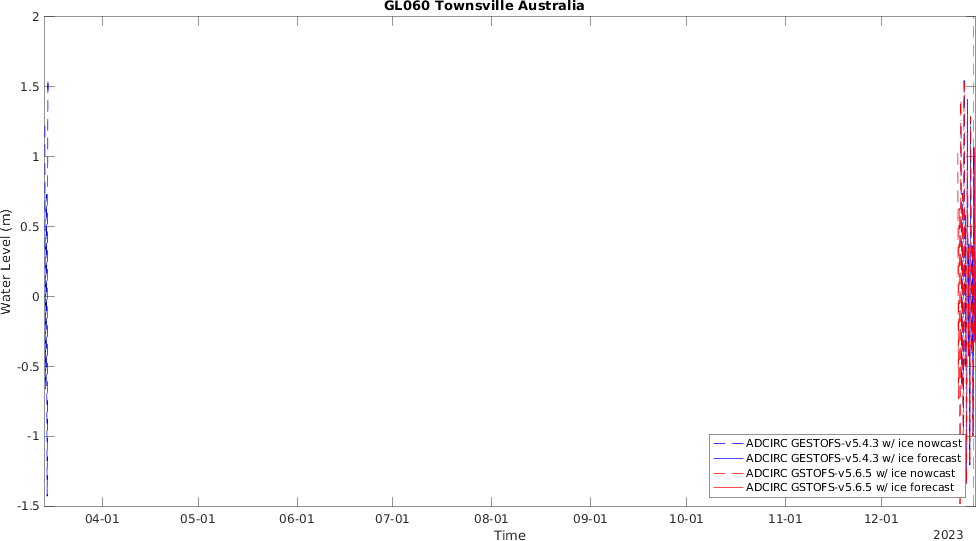 GL060 Townsville Australia
2
1.5
1
0.5
0
-0.5
-1
-1.5
Water Level (m)
ADCIRC GESTOFS-v5.4.3 w/ ice nowcast
ADCIRC GESTOFS-v5.4.3 w/ ice forecast
ADCIRC GSTOFS-v5.6.5 w/ ice nowcast
ADCIRC GSTOFS-v5.6.5 w/ ice forecast
04-01 05-01 06-01 07-01 08-01 09-01 10-01 11-01 12-01
Time
2023